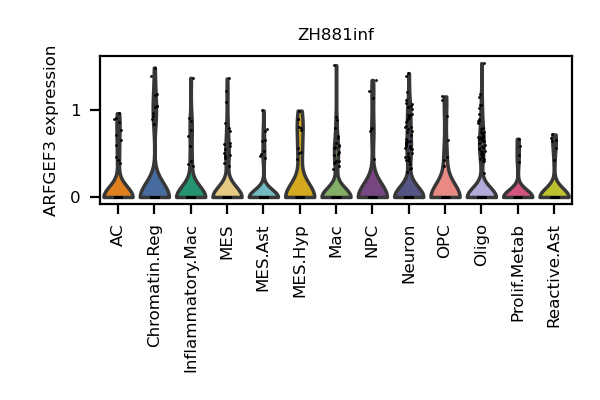 ZH881inf
ARFGEF3 expression
1
0
AC
Chromatin.Reg
Inflammatory.Mac
MES
MES.Ast
MES.Hyp
Mac
NPC
Neuron
OPC
Oligo
Prolif.Metab
Reactive.Ast